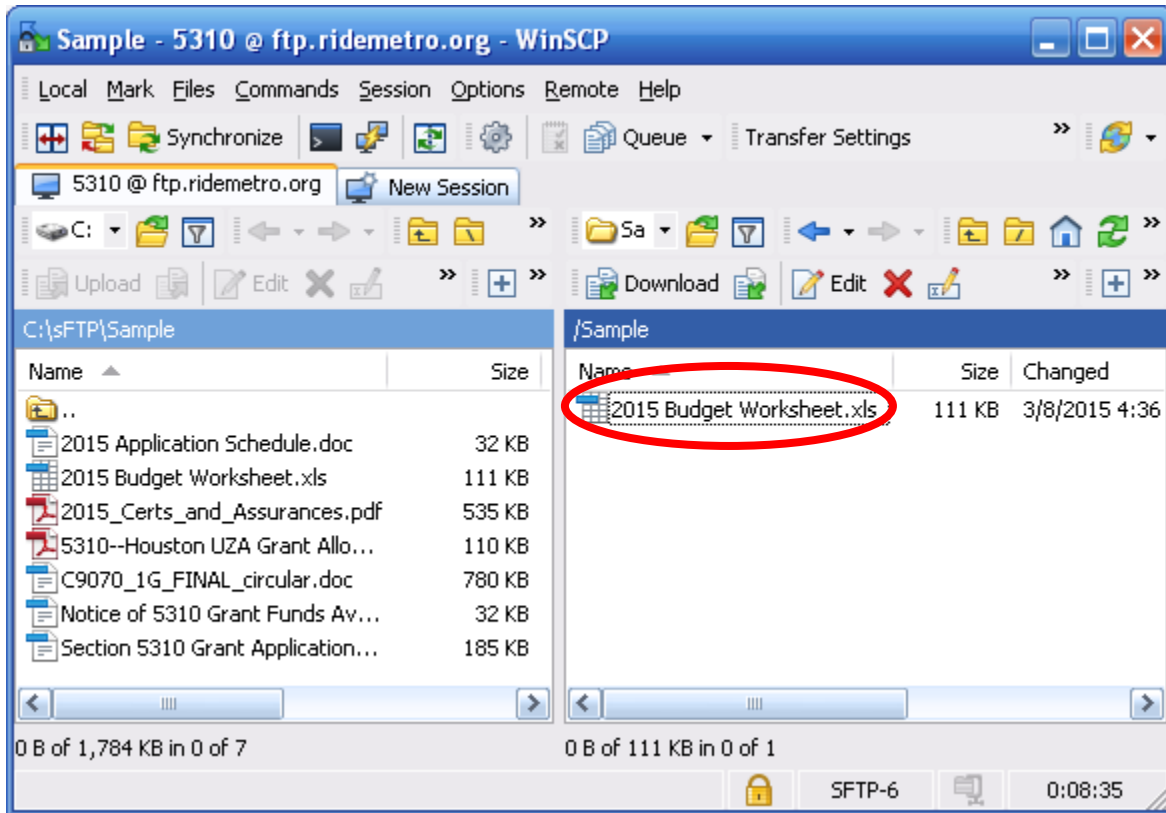 Sample - 5310 @ ftp.ridemetro.org - WinSCP
Local Mark Files Commands Session Options Remote Help
Synchronize Queue Transfer Settings »
5310 @ ftp.ridemetro.org New Session
C: » Sa »
Upload Edit » » Download Edit » »
C:\sFTP\Sample /Sample
Name Size Name Size Changed
..
2015 Budget Worksheet.xls 111 KB 3/8/2015 4:36
2015 Application Schedule.doc 32 KB
2015 Budget Worksheet.xls 111 KB
2015_Certs_and_Assurances.pdf 535 KB
5310--Houston UZA Grant Allo... 110 KB
C9070_1G_FINAL_circular.doc 780 KB
Notice of 5310 Grant Funds Av... 32 KB
Section 5310 Grant Application... 185 KB
0 B of 1,784 KB in 0 of 7 0 B of 111 KB in 0 of 1
SFTP-6 0:08:35